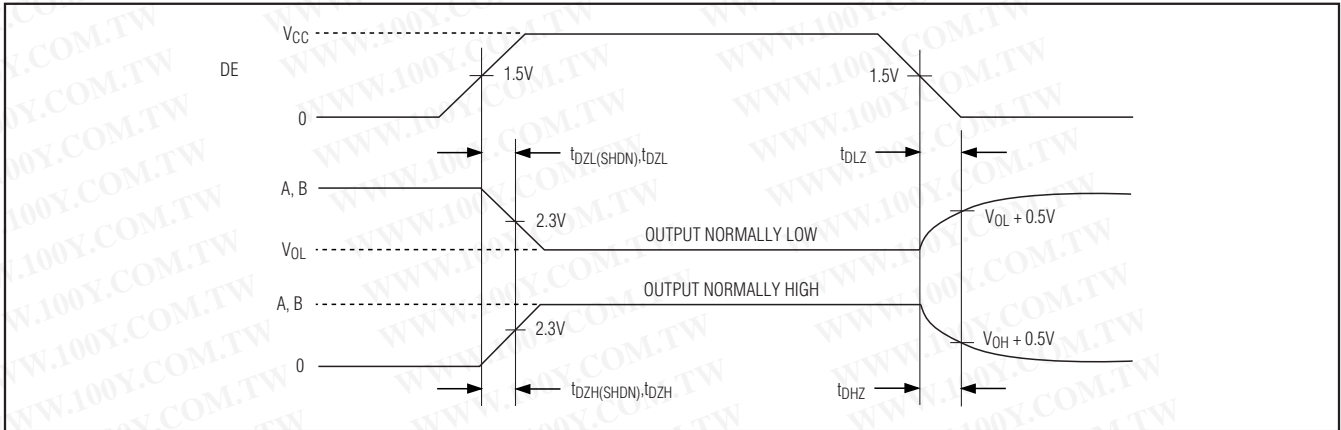 VCC
DE
1.5V
1.5V
0
tDZL(SHDN),tDZL
tDLZ
A, B
2.3V
VOL + 0.5V
OUTPUT NORMALLY LOW
VOL
OUTPUT NORMALLY HIGH
A, B
2.3V
VOH + 0.5V
0
tDZH(SHDN),tDZH
tDHZ
WWW.100Y.COM.TW